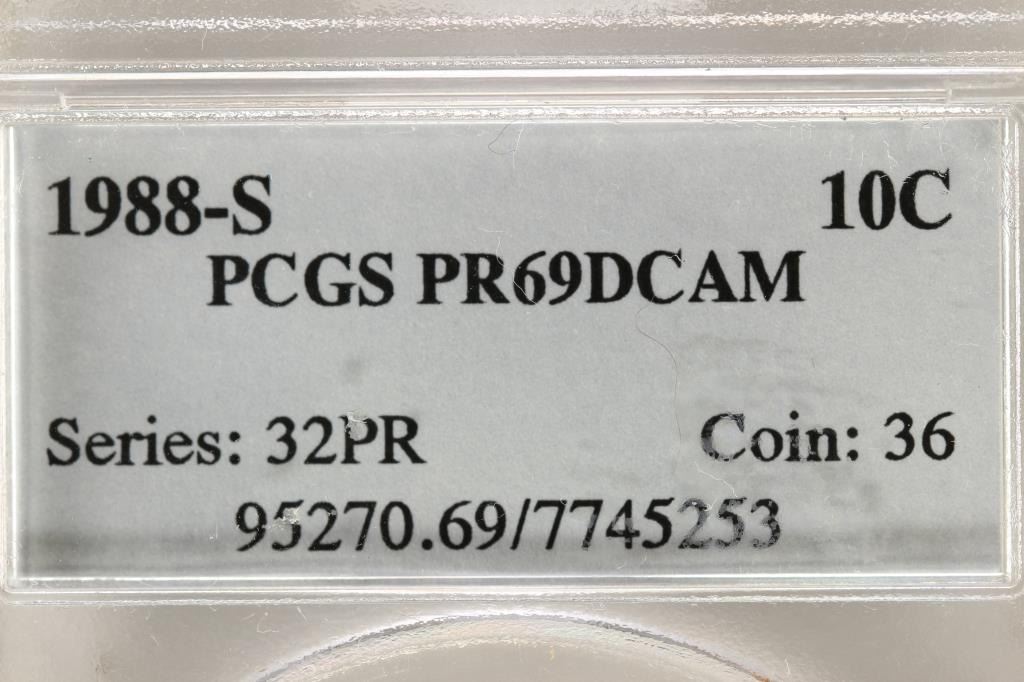 1988-S 10C
PCGS PR69DCAM
Series: 32PR Coin: 36
95270.69/7745253